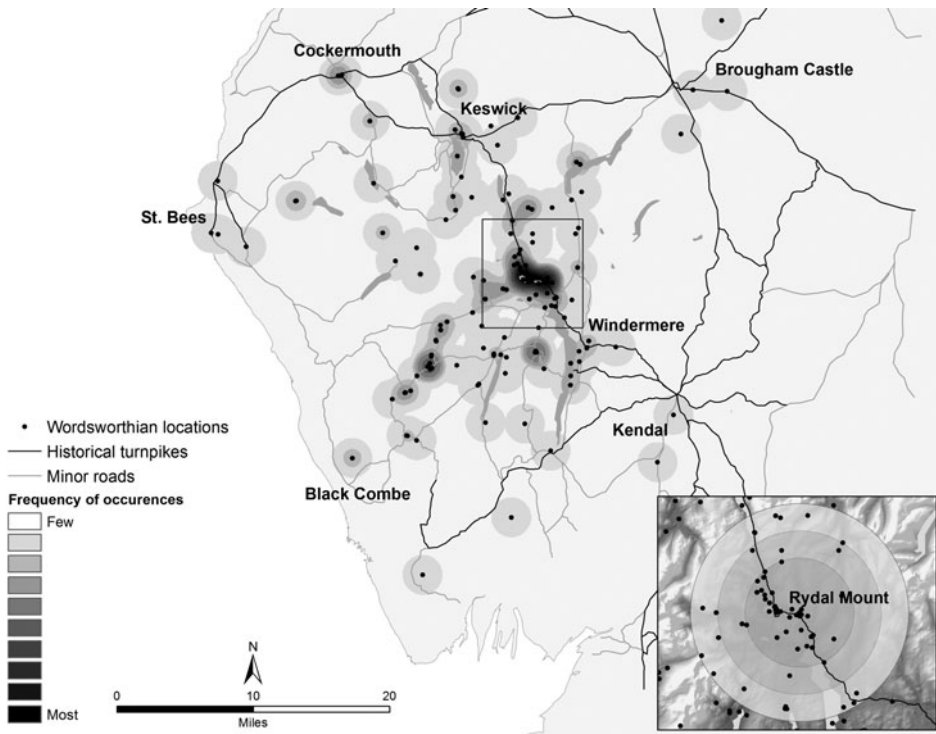 Cockermouth
Brougham Castle
Keswick
St. Bees
Windermere
Wordsworthian locations
Historical turnpikes
Minor roads
Kendal
Frequency of occurences
Black Combe
Few
Most
Rydal Mount
N
0 10 20
Miles